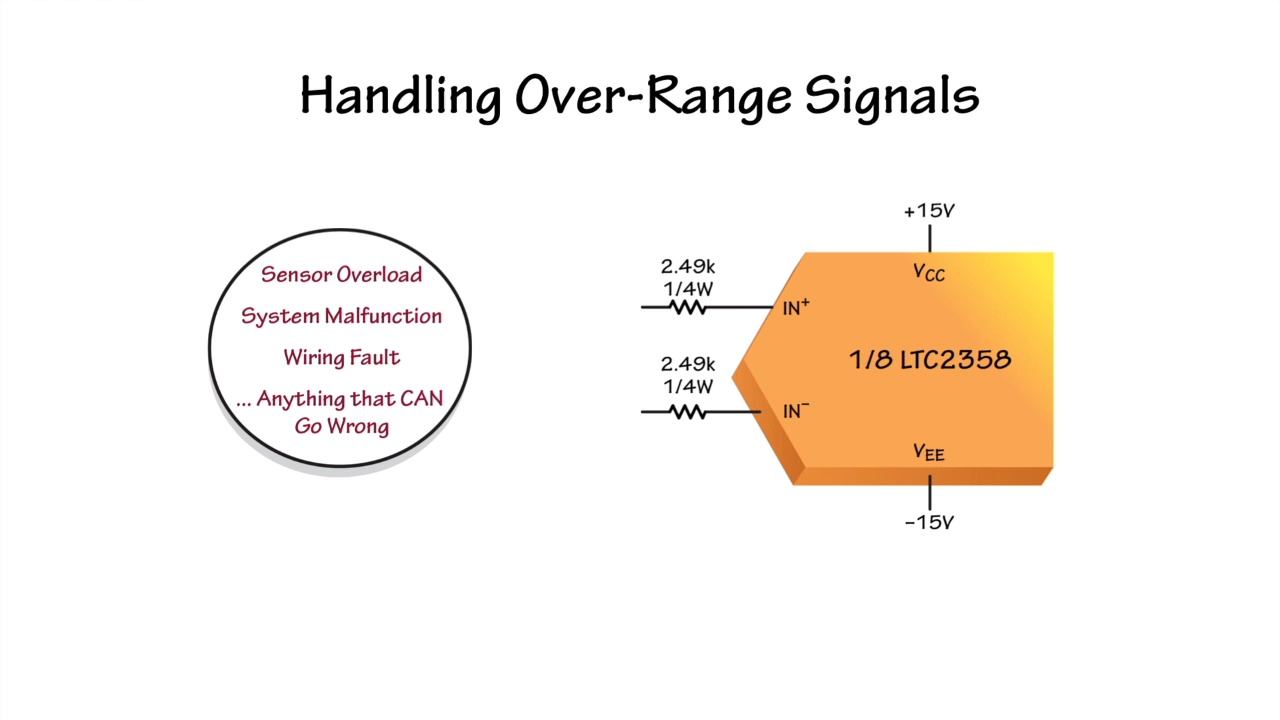 Handling Over-Range Signals
Sensor Overload
System Malfunction
Wiring Fault
... Anything that CAN
Go Wrong
+15V
VCC
2.49k
1/4W
IN+
1/8 LTC2358
2.49k
1/4W
IN−
VEE
−15V